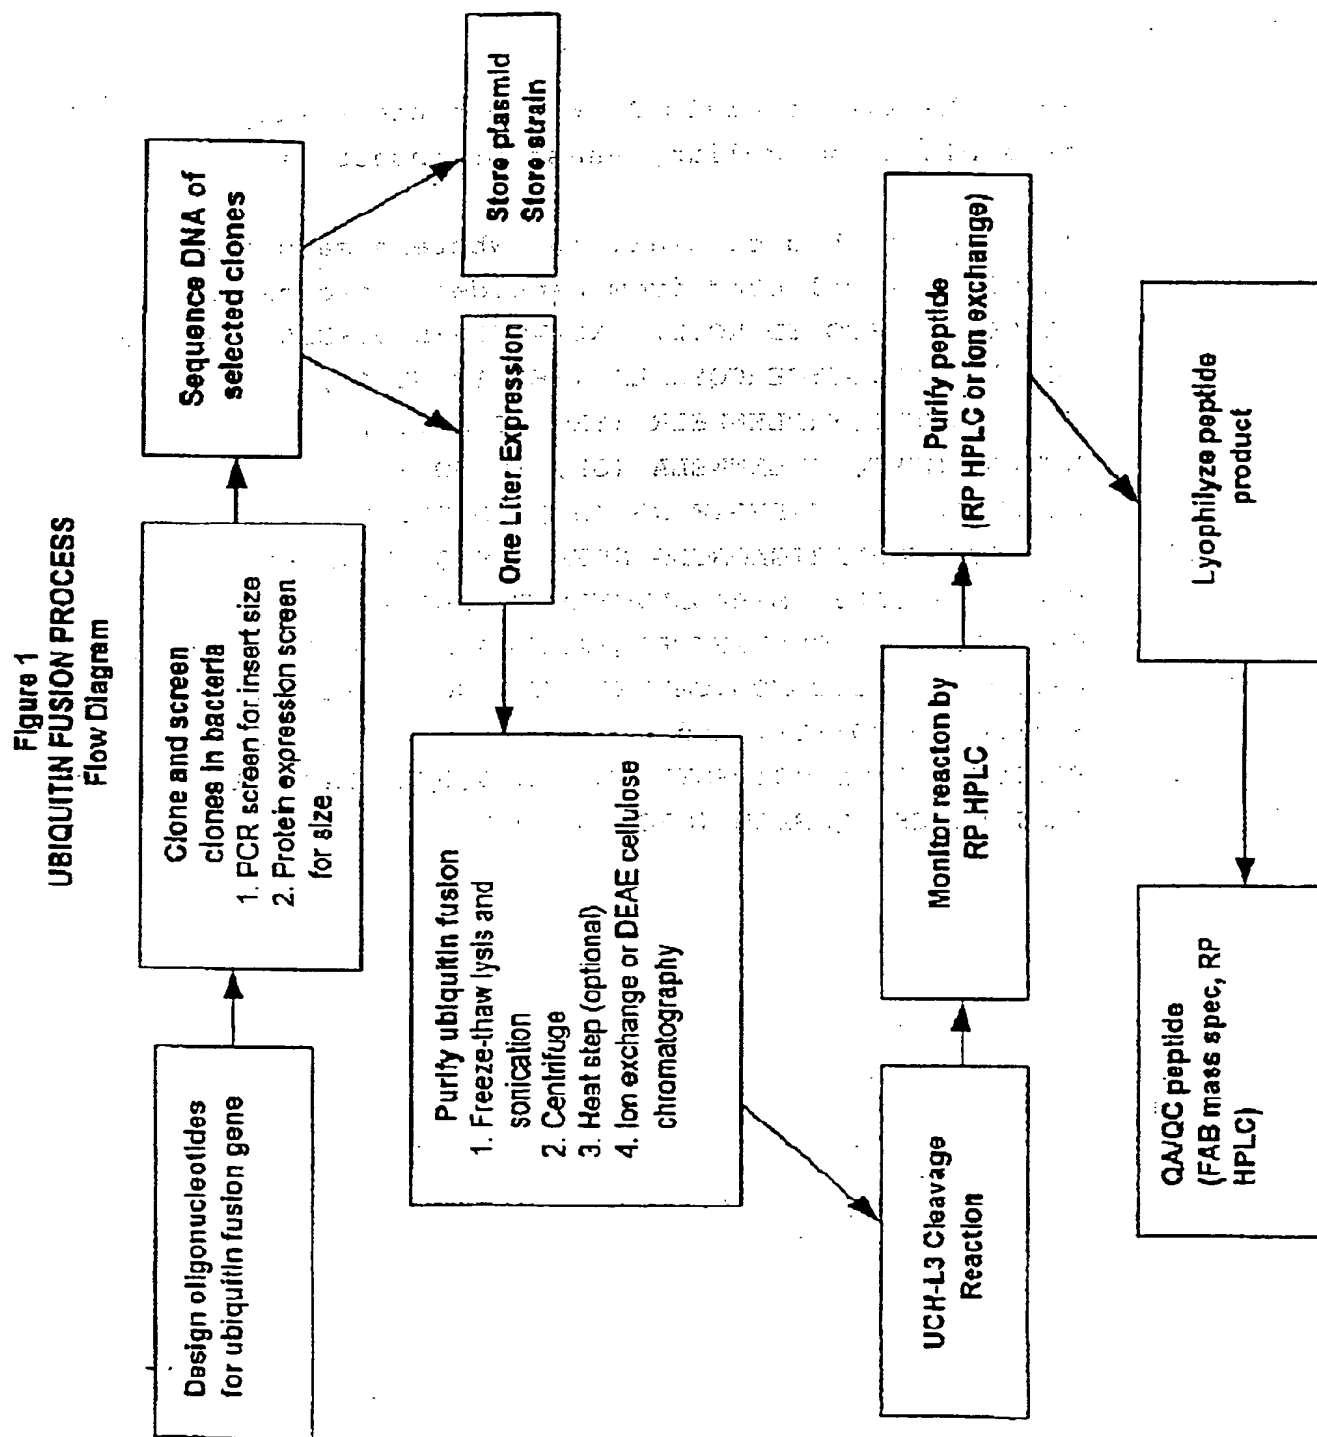 Figure 1
UBIQUITIN FUSION PROCESS
Flow Diagram
Design oligonucleotides
for ubiquitin fusion gene
Clone and screen
clones in bacteria
1. PCR screen for insert size
2. Protein expression screen
for size
Sequence DNA of
selected clones
Store plasmid
Store strain
One Liter Expression
Purify ubiquitin fusion
1. Freeze-thaw lysis and
sonication
2. Centrifuge
3. Heat step (optional)
4. Ion exchange or DEAE cellulose
chromatography
UCH-L3 Cleavage
Reaction
Monitor reacton by
RP HPLC
Purify peptide
(RP HPLC or Ion exchange)
Lyophilyze peptide
product
QA/QC peptide
(FAB mass spec, RP
HPLC)